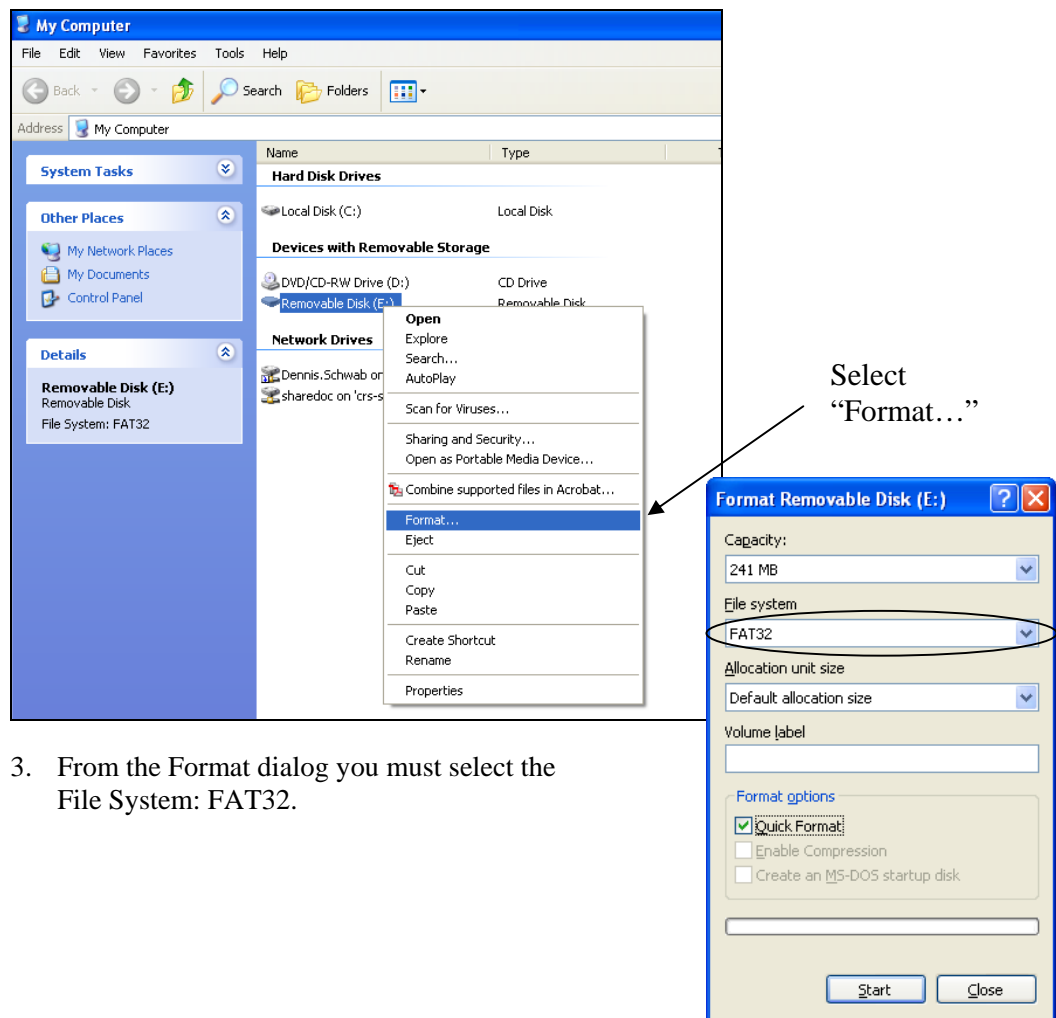 My Computer
File Edit View Favorites Tools Help
Back Search Folders
Address My Computer
Name Type
System Tasks
Other Places
My Network Places
My Documents
Control Panel
Details
Removable Disk (E:)
Removable Disk
File System: FAT32
Hard Disk Drives
Local Disk (C:) Local Disk
Devices with Removable Storage
DVD/CD-RW Drive (D:) CD Drive
Removable Disk (E:) Removable Disk
Network Drives
Dennis.Schwab on
sharedoc on 'crs-s
Open
Explore
Search...
AutoPlay
Scan for Viruses...
Sharing and Security...
Open as Portable Media Device...
Combine supported files in Acrobat...
Format...
Eject
Cut
Copy
Paste
Create Shortcut
Rename
Properties
Select
“Format…”
Format Removable Disk (E:)
Capacity:
241 MB
File system
FAT32
Allocation unit size
Default allocation size
Volume label
Format options
Quick Format
Enable Compression
Create an MS-DOS startup disk
Start Close
3. From the Format dialog you must select the
File System: FAT32.